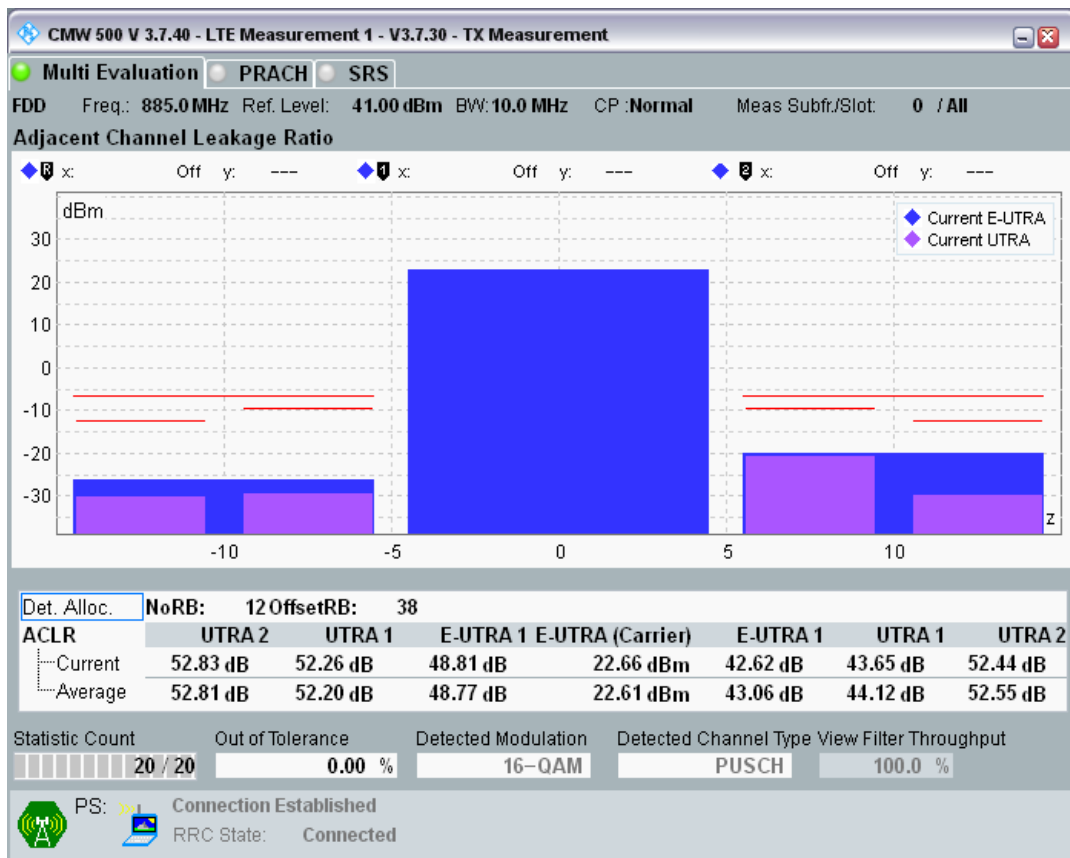 CMW 500 V 3.7.40 - LTE Measurement 1 - V3.7.30 - TX Measurement
Multi Evaluation PRACH SRS
FDD Freq.: 885.0 MHz Ref. Level: 41.00 dBm BW: 10.0 MHz CP :Normal Meas Subfr./Slot: 0 / All
Adjacent Channel Leakage Ratio
R x: Off y: --- 1 x: Off y: --- 2 x: Off y: ---
dBm
Current E-UTRA
Current UTRA
30
20
10
0
-10
-20
-30
z
-10 -5 0 5 10
Det. Alloc. NoRB: 12 OffsetRB: 38
ACLR UTRA 2 UTRA 1 E-UTRA 1 E-UTRA (Carrier) E-UTRA 1 UTRA 1 UTRA 2
Current 52.83 dB 52.26 dB 48.81 dB 22.66 dBm 42.62 dB 43.65 dB 52.44 dB
Average 52.81 dB 52.20 dB 48.77 dB 22.61 dBm 43.06 dB 44.12 dB 52.55 dB
Statistic Count Out of Tolerance Detected Modulation Detected Channel Type View Filter Throughput
20 / 20 0.00 % 16-QAM PUSCH 100.0 %
PS: Connection Established
RRC State: Connected